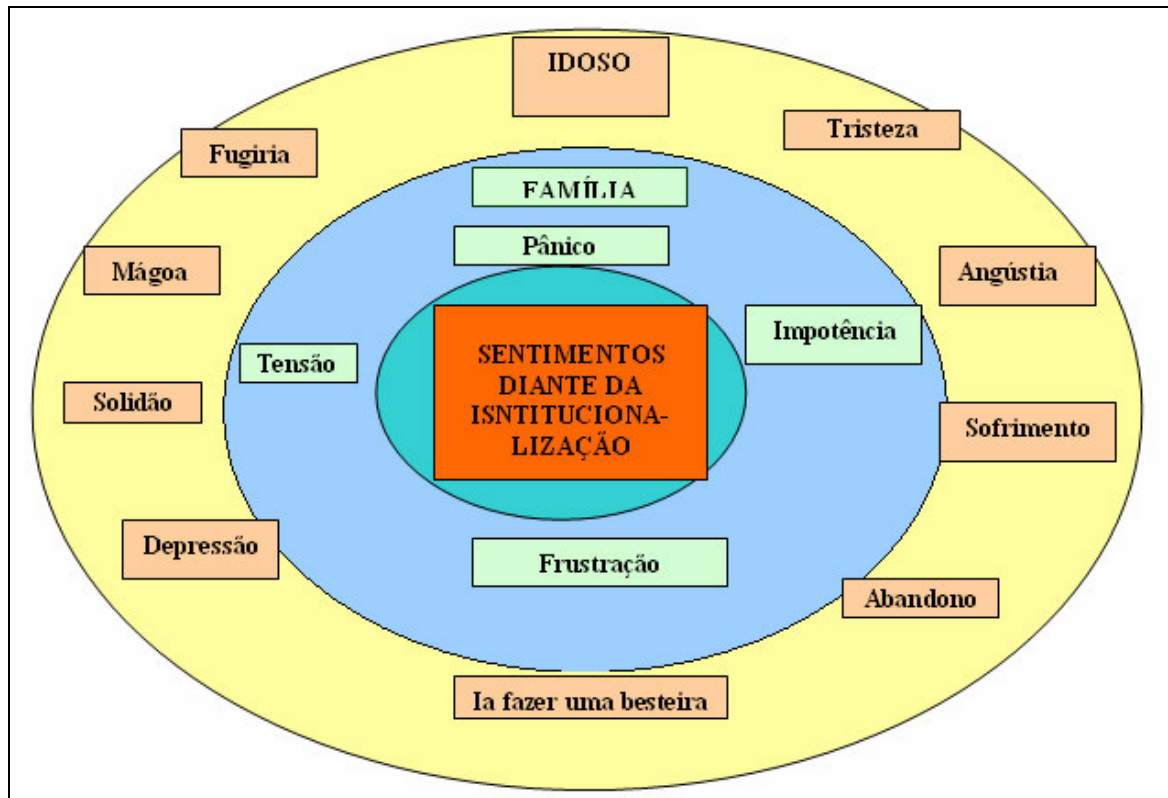 IDOSO
Tristeza
Fugiria
FAMÍLIA
Pânico
Mágoa
Angústia
Impotência
Tensão
SENTIMENTOS
DIANTE DA
ISNTITUCIONA-
LIZAÇÃO
Solidão
Sofrimento
Depressão
Frustração
Abandono
Ia fazer uma besteira